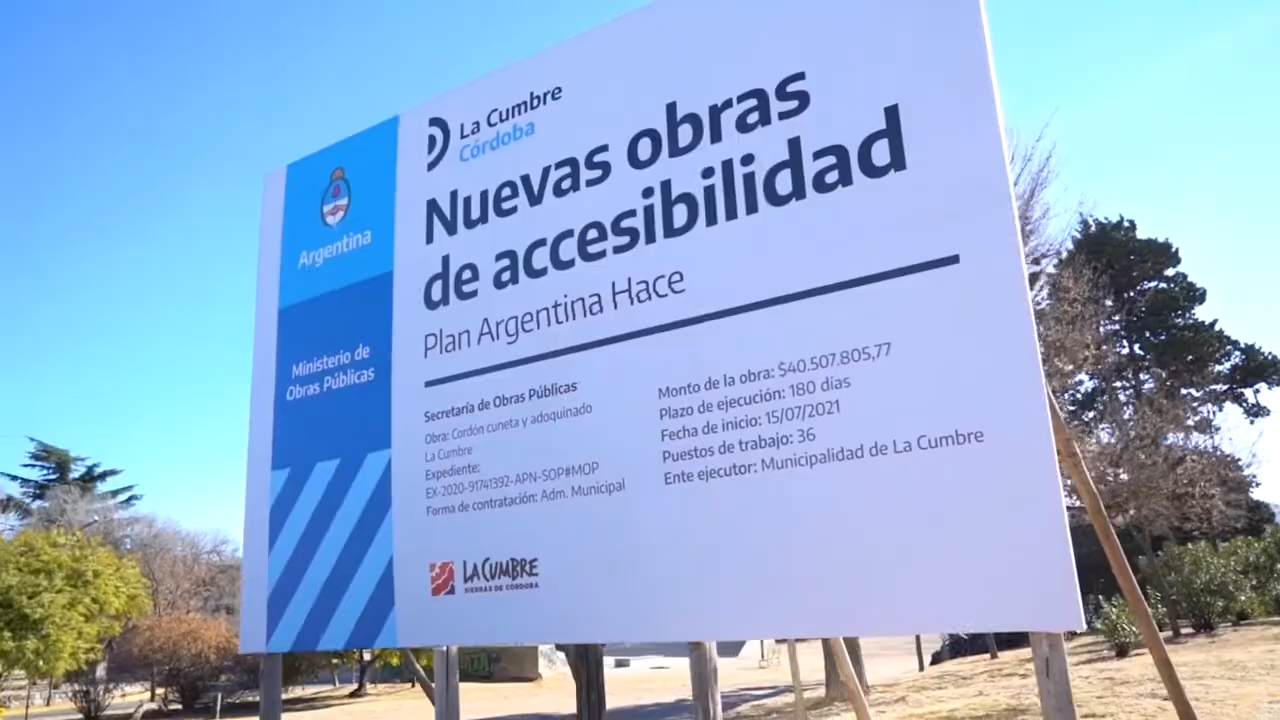 Argentina
Ministerio de
Obras Públicas
La Cumbre
Córdoba
Nuevas obras
de accesibilidad
Plan Argentina Hace
Secretaría de Obras Públicas
Obra: Cordón cuneta y adoquinado
La Cumbre
Expediente:
EX-2020-91741392-APN-SOP#MOP
Forma de contratación: Adm. Municipal
Monto de la obra: $40.507.805,77
Plazo de ejecución: 180 días
Fecha de inicio: 15/07/2021
Puestos de trabajo: 36
Ente ejecutor: Municipalidad de La Cumbre
LA CUMBRE
SIERRAS DE CÓRDOBA